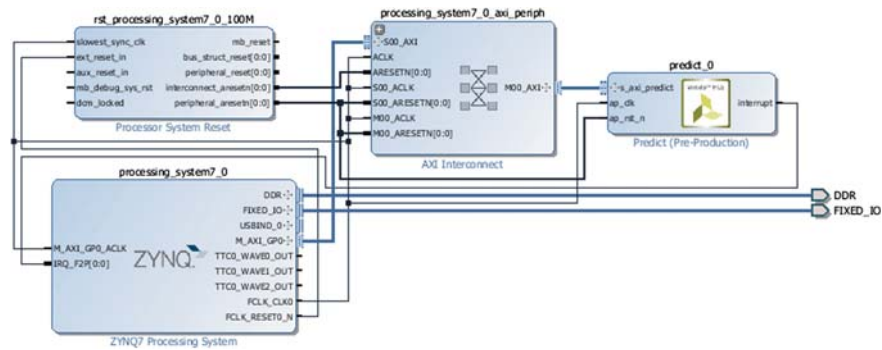 rst_processing_system7_0_100M
slowest_sync_clk
ext_reset_in
aux_reset_in
mb_debug_sys_rst
dcm_locked
mb_reset
bus_struct_reset[0:0]
peripheral_reset[0:0]
interconnect_aresetn[0:0]
peripheral_aresetn[0:0]
Processor System Reset
processing_system7_0_axi_periph
S00_AXI
ACLK
ARESETN[0:0]
S00_ACLK
S00_ARESETN[0:0]
M00_ACLK
M00_ARESETN[0:0]
M00_AXI
AXI Interconnect
predict_0
s_axi_predict
ap_clk
ap_rst_n
interrupt
Predict (Pre-Production)
processing_system7_0
M_AXI_GP0_ACLK
IRQ_F2P[0:0]
ZYNQ
DDR
FIXED_IO
USBIND_0
M_AXI_GP0
TTC0_WAVE0_OUT
TTC0_WAVE1_OUT
TTC0_WAVE2_OUT
FCLK_CLK0
FCLK_RESET0_N
ZYNQ7 Processing System
DDR
FIXED_IO